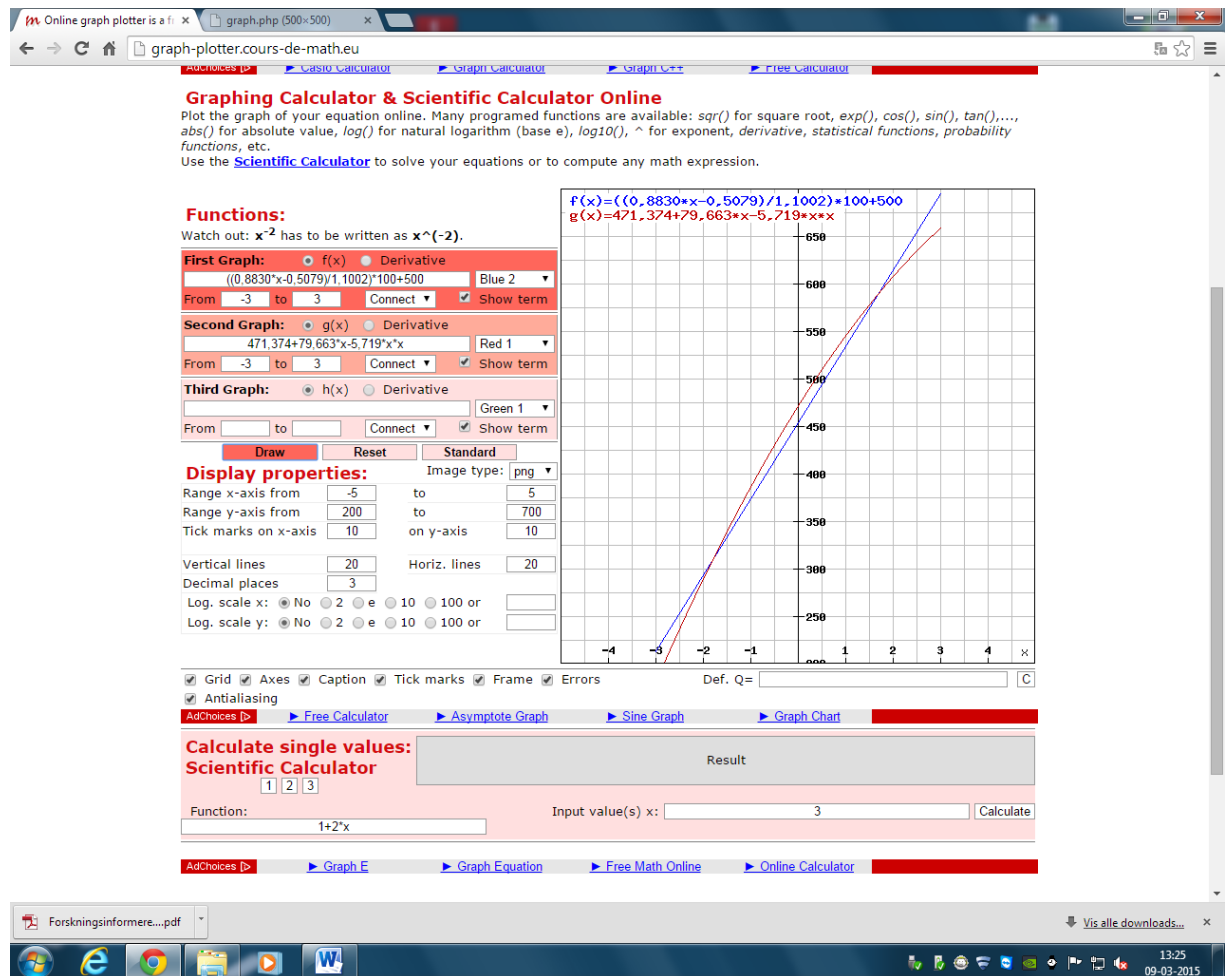 Online graph plotter is a fr
graph.php (500×500)
graph-plotter.cours-de-math.eu
AdChoices ► Casio Calculator ► Graph Calculator ► Graph C++ ► Free Calculator
Graphing Calculator & Scientific Calculator Online
Plot the graph of your equation online. Many programed functions are available: sqr() for square root, exp(), cos(), sin(), tan(),...,
abs() for absolute value, log() for natural logarithm (base e), log10(), ^ for exponent, derivative, statistical functions, probability
functions, etc.
Use the Scientific Calculator to solve your equations or to compute any math expression.
Functions:
Watch out: x⁻² has to be written as x^(-2).
First Graph: f(x) Derivative
((0,8830*x-0,5079)/1,1002)*100+500 Blue 2
From -3 to 3 Connect Show term
Second Graph: g(x) Derivative
471,374+79,663*x-5,719*x*x Red 1
From -3 to 3 Connect Show term
Third Graph: h(x) Derivative
Green 1
From to Connect Show term
Draw Reset Standard
Display properties: Image type: png
Range x-axis from -5 to 5
Range y-axis from 200 to 700
Tick marks on x-axis 10 on y-axis 10
Vertical lines 20 Horiz. lines 20
Decimal places 3
Log. scale x: No 2 e 10 100 or
Log. scale y: No 2 e 10 100 or
f(x)=((0,8830*x-0,5079)/1,1002)*100+500
g(x)=471,374+79,663*x-5,719*x*x
650
600
550
500
450
400
350
300
250
-4 -3 -2 -1 1 2 3 4 x
Grid Axes Caption Tick marks Frame Errors Def. Q= C
Antialiasing
AdChoices ► Free Calculator ► Asymptote Graph ► Sine Graph ► Graph Chart
Calculate single values:
Scientific Calculator
1 2 3
Result
Function: Input value(s) x: 3 Calculate
1+2*x
AdChoices ► Graph E ► Graph Equation ► Free Math Online ► Online Calculator
Forskningsinformere....pdf
Vis alle downloads...
13:25
09-03-2015